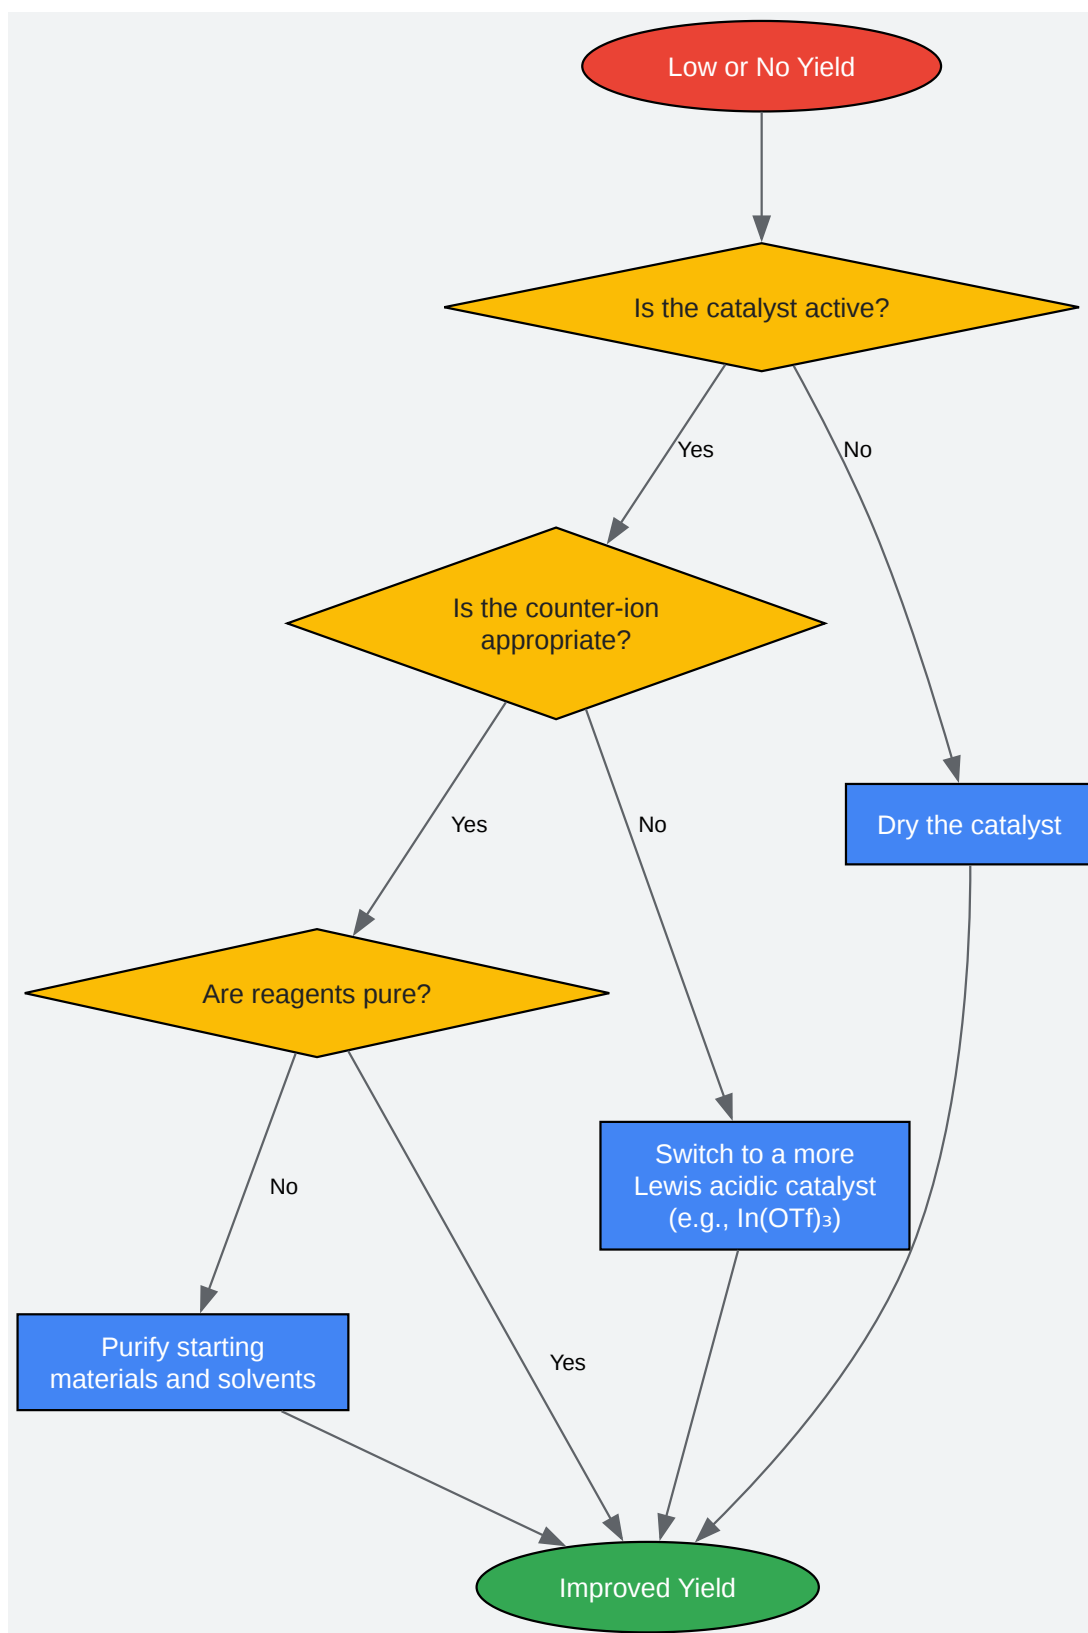 Low or No Yield
Is the catalyst active?
Yes
No
Is the counter-ion
appropriate?
Yes
No
Dry the catalyst
Are reagents pure?
No
Yes
Switch to a more
Lewis acidic catalyst
(e.g., In(OTf)₃)
Purify starting
materials and solvents
Improved Yield